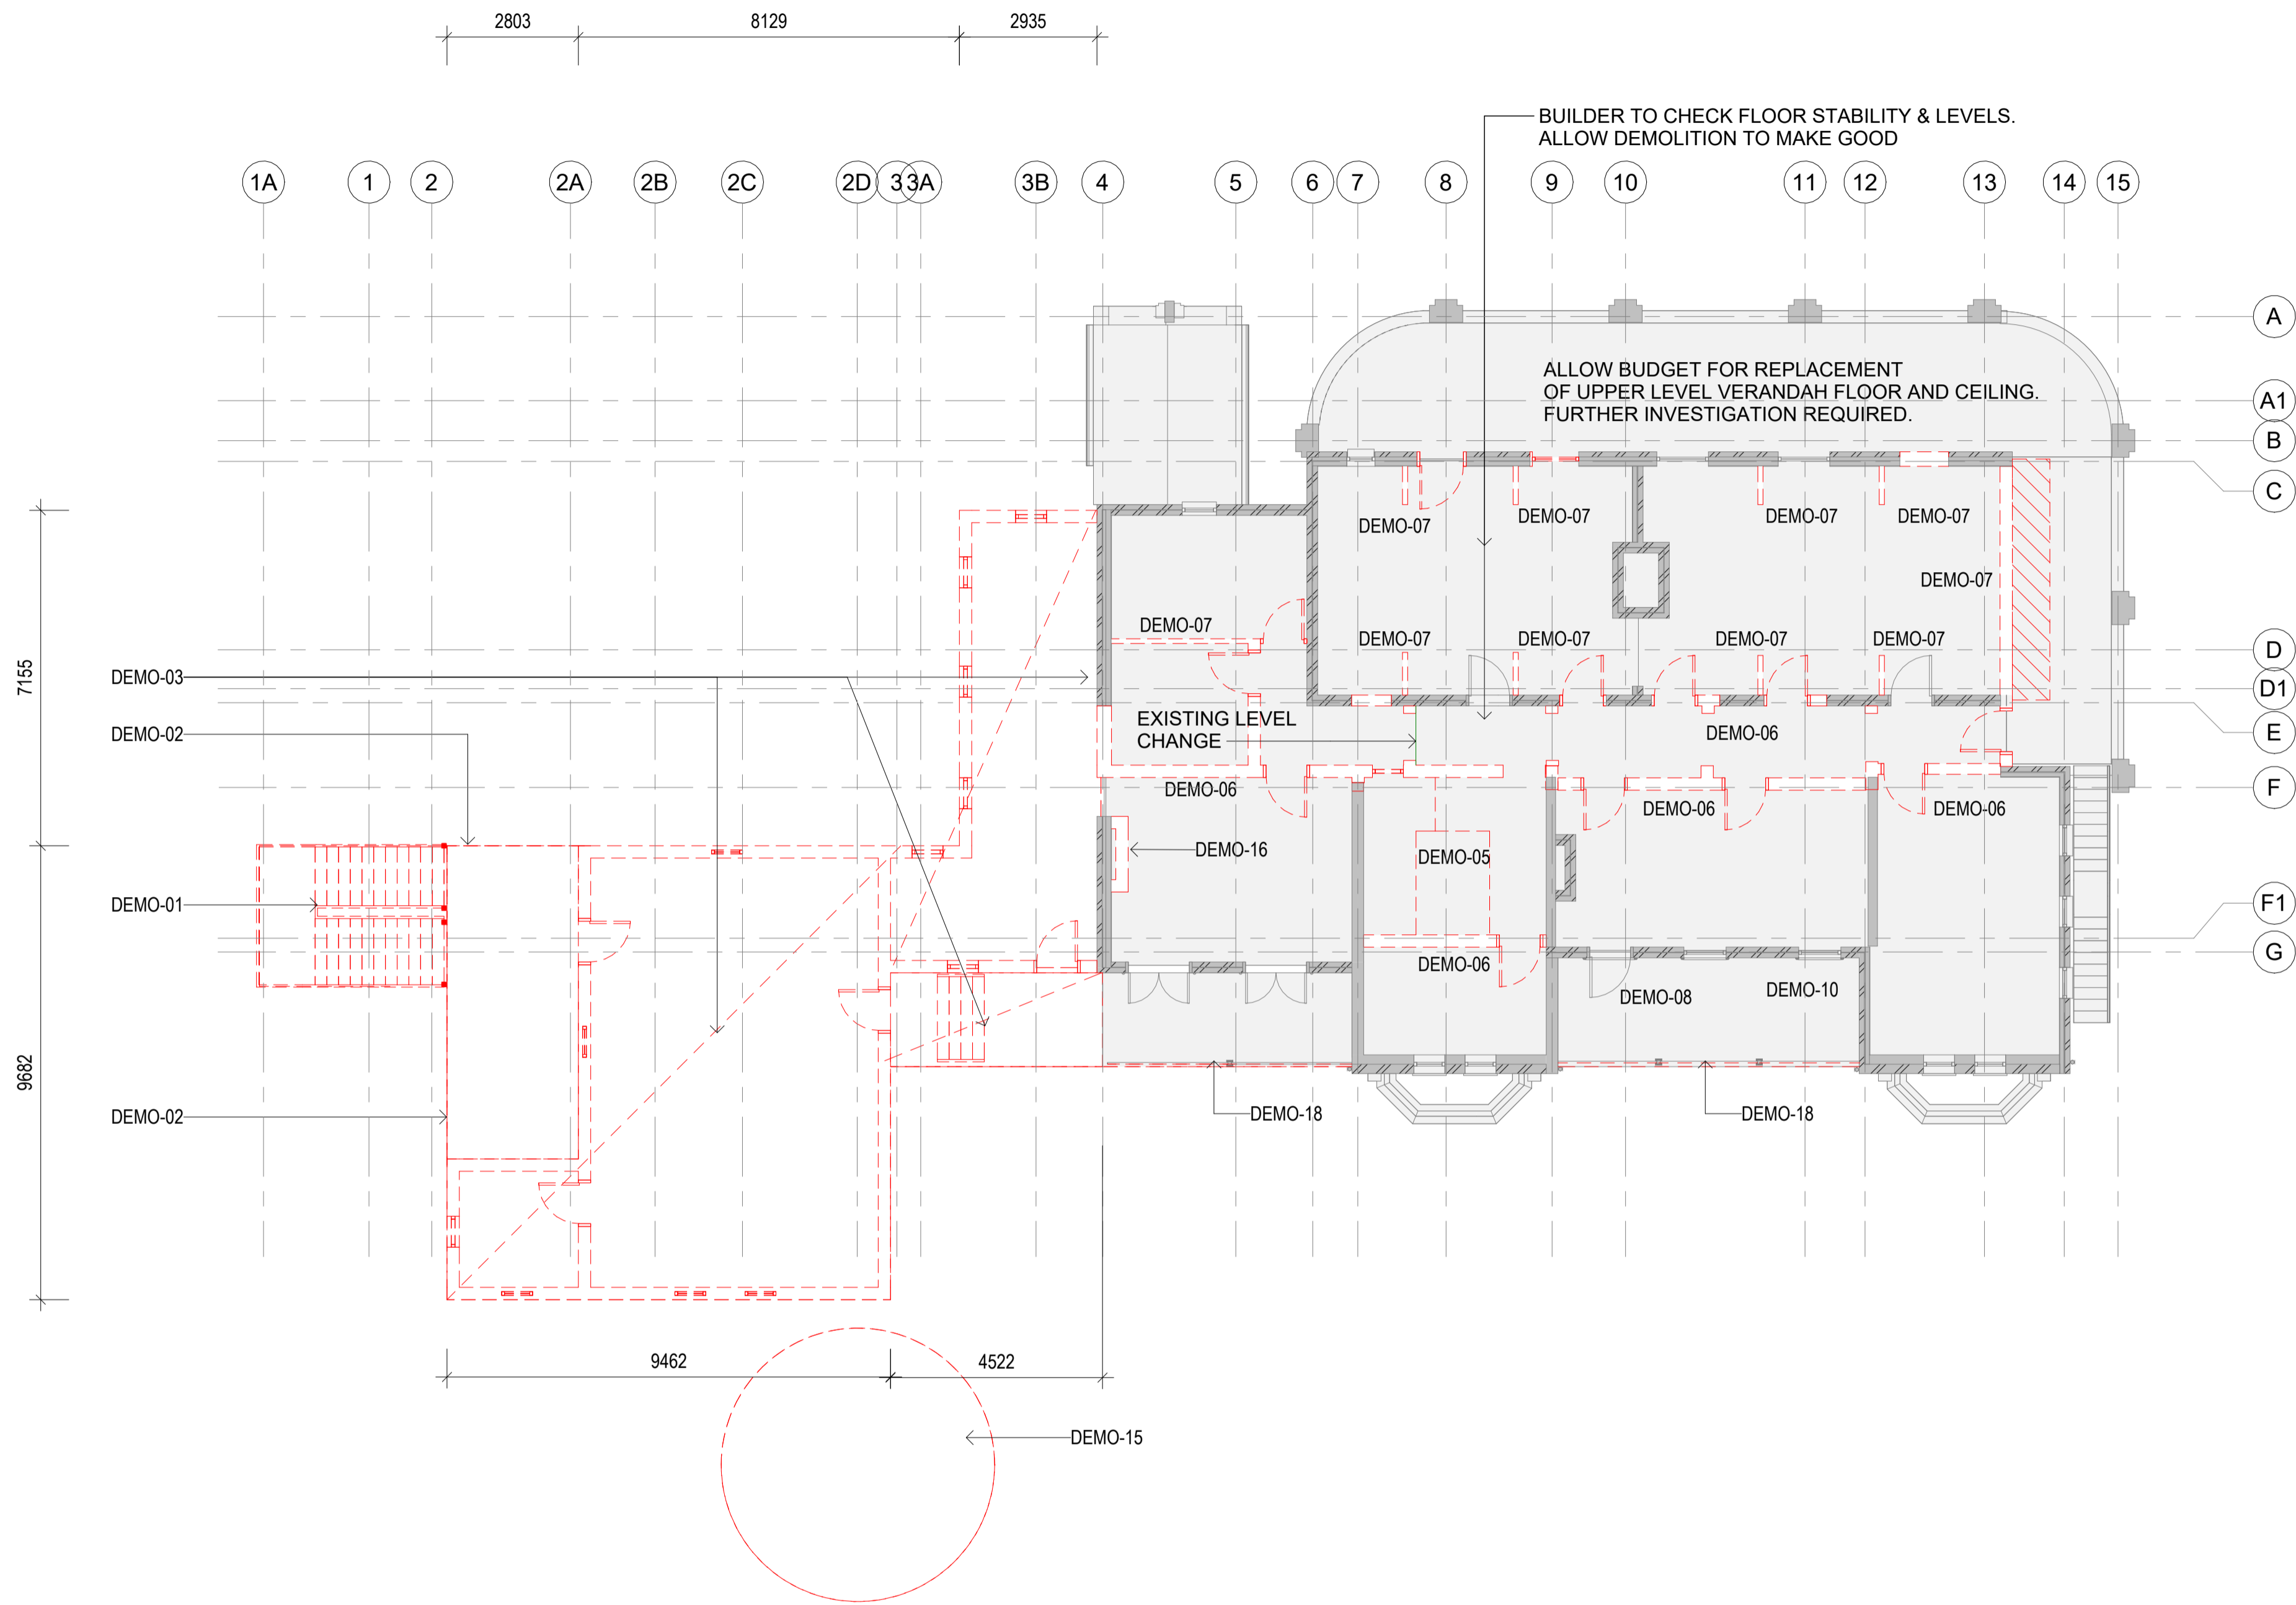 2803
8129
2935
BUILDER TO CHECK FLOOR STABILITY & LEVELS.
ALLOW DEMOLITION TO MAKE GOOD
1A
1
2
2A
2B
2C
2D
3
3A
3B
4
5
6
7
8
9
10
11
12
13
14
15
A
ALLOW BUDGET FOR REPLACEMENT
OF UPPER LEVEL VERANDAH FLOOR AND CEILING.
FURTHER INVESTIGATION REQUIRED.
A1
B
C
DEMO-07
DEMO-07
DEMO-07
DEMO-07
DEMO-07
DEMO-07
DEMO-07
DEMO-07
DEMO-07
DEMO-07
D
7155
DEMO-03
D1
EXISTING LEVEL
CHANGE
DEMO-02
DEMO-06
E
DEMO-06
F
DEMO-06
DEMO-06
DEMO-16
DEMO-05
DEMO-01
F1
G
DEMO-06
DEMO-08
DEMO-10
9682
DEMO-02
DEMO-18
DEMO-18
9462
4522
DEMO-15